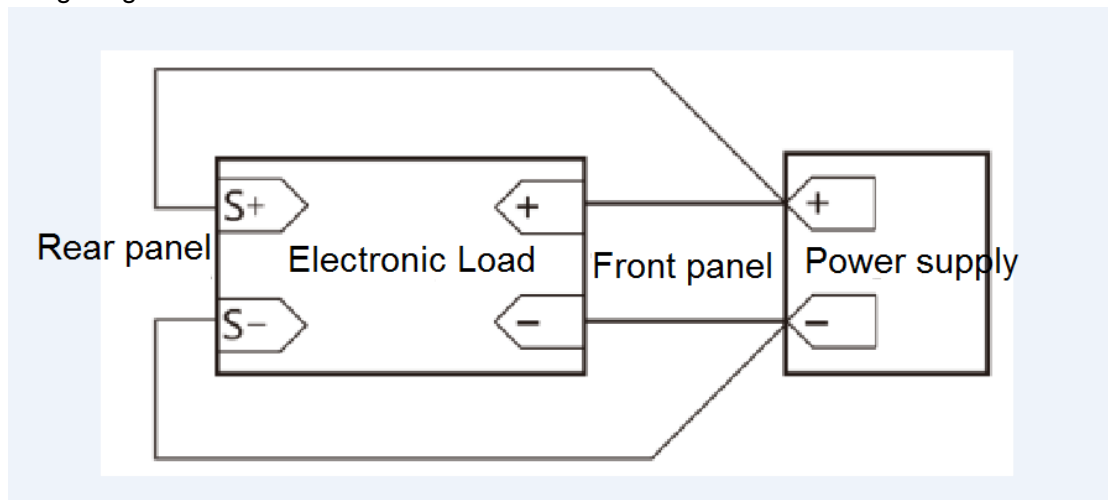 S+
+
+
Rear panel
Electronic Load
Front panel
Power supply
S−
−
−